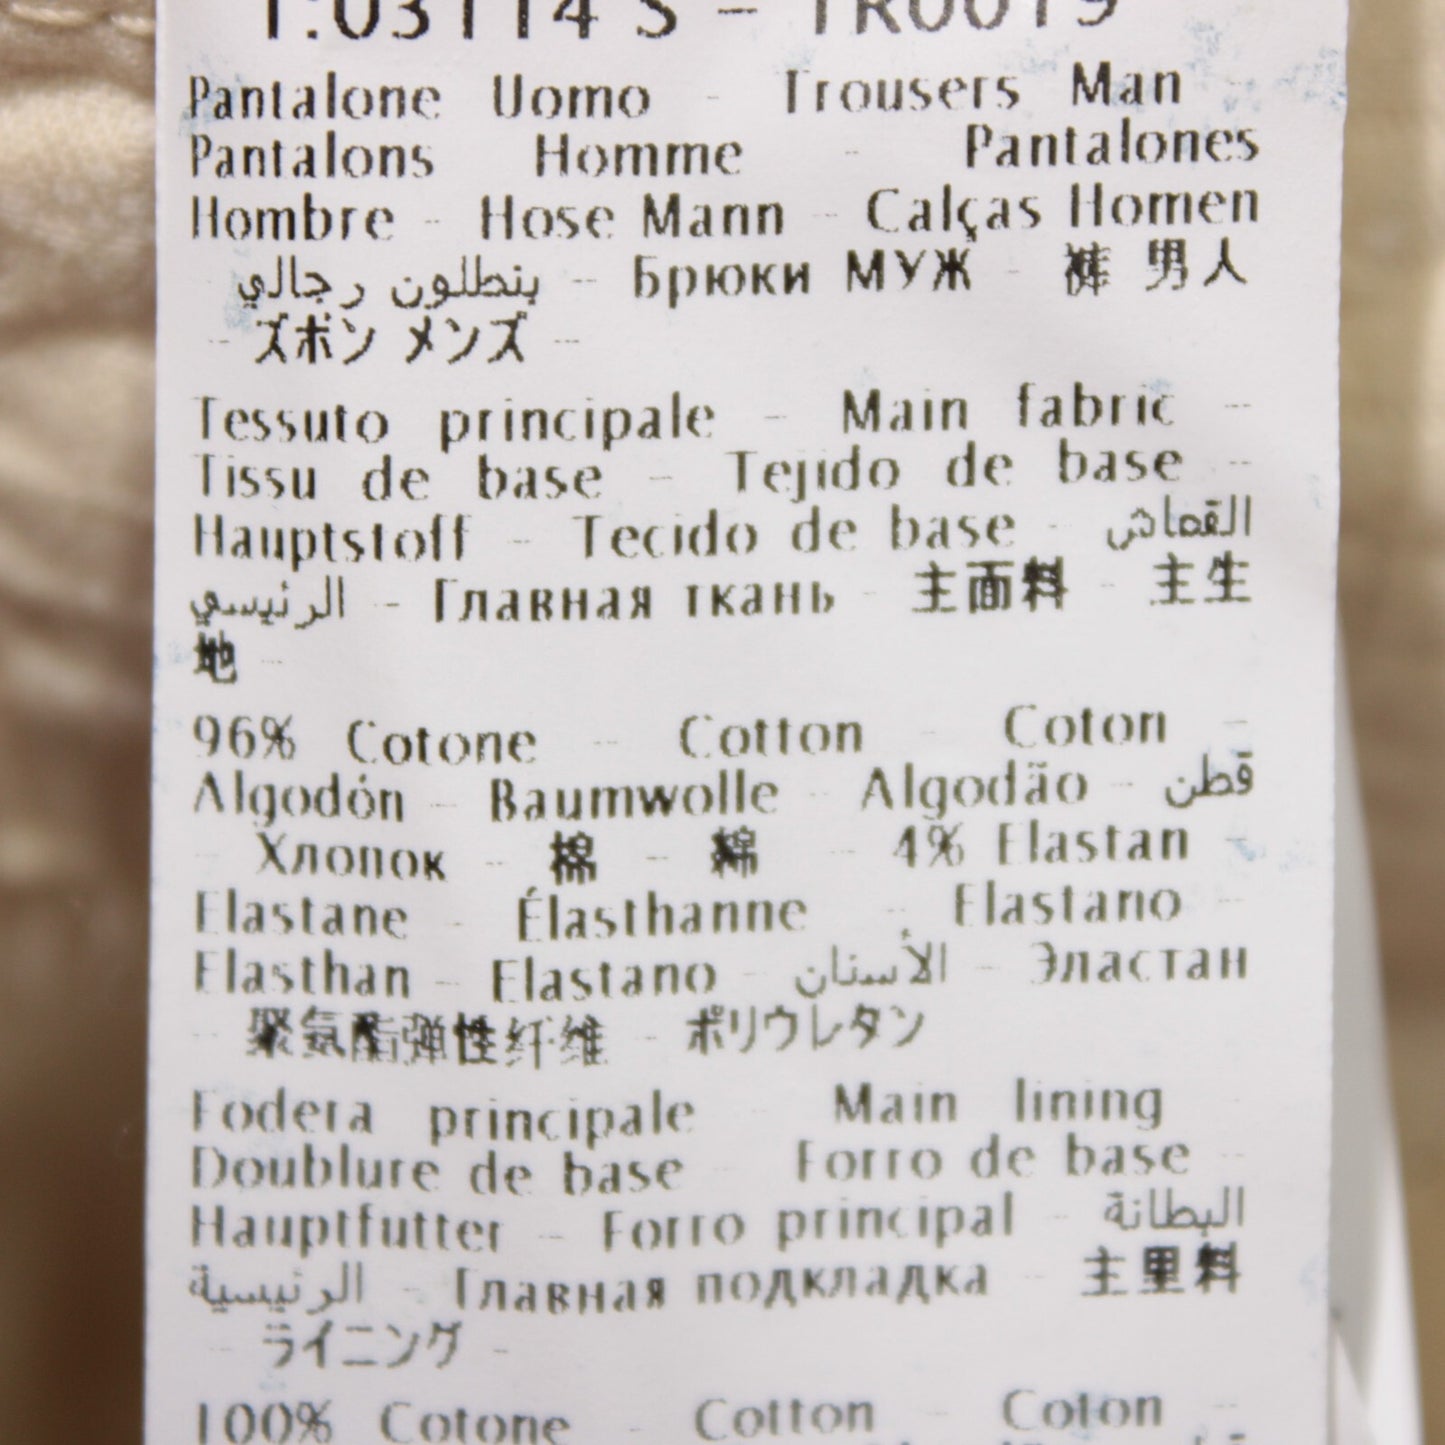 T:03114 S - TR0019
Pantalone Uomo - Trousers Man -
Pantalons Homme - Pantalones
Hombre - Hose Mann - Calças Homen
- بنطلون رجالي - Брюки МУЖ - 裤 男人
- ズボン メンズ -
Tessuto principale - Main fabric -
Tissu de base - Tejido de base -
Hauptstoff - Tecido de base - القماش
الرئيسي - Главная ткань - 主面料 - 主生
地 -
96% Cotone - Cotton - Coton -
Algodón - Baumwolle - Algodão - قطن
- Хлопок - 棉 - 綿 - 4% Elastan -
Elastane - Élasthanne - Elastano -
Elasthan - Elastano - الأسنان - Эластан
- 聚氨酯弹性纤维 - ポリウレタン
Fodera principale - Main lining -
Doublure de base - Forro de base -
Hauptfutter - Forro principal - البطانة
الرئيسية - Главная подкладка - 主里料
- ライニング -
100% Cotone - Cotton - Coton -